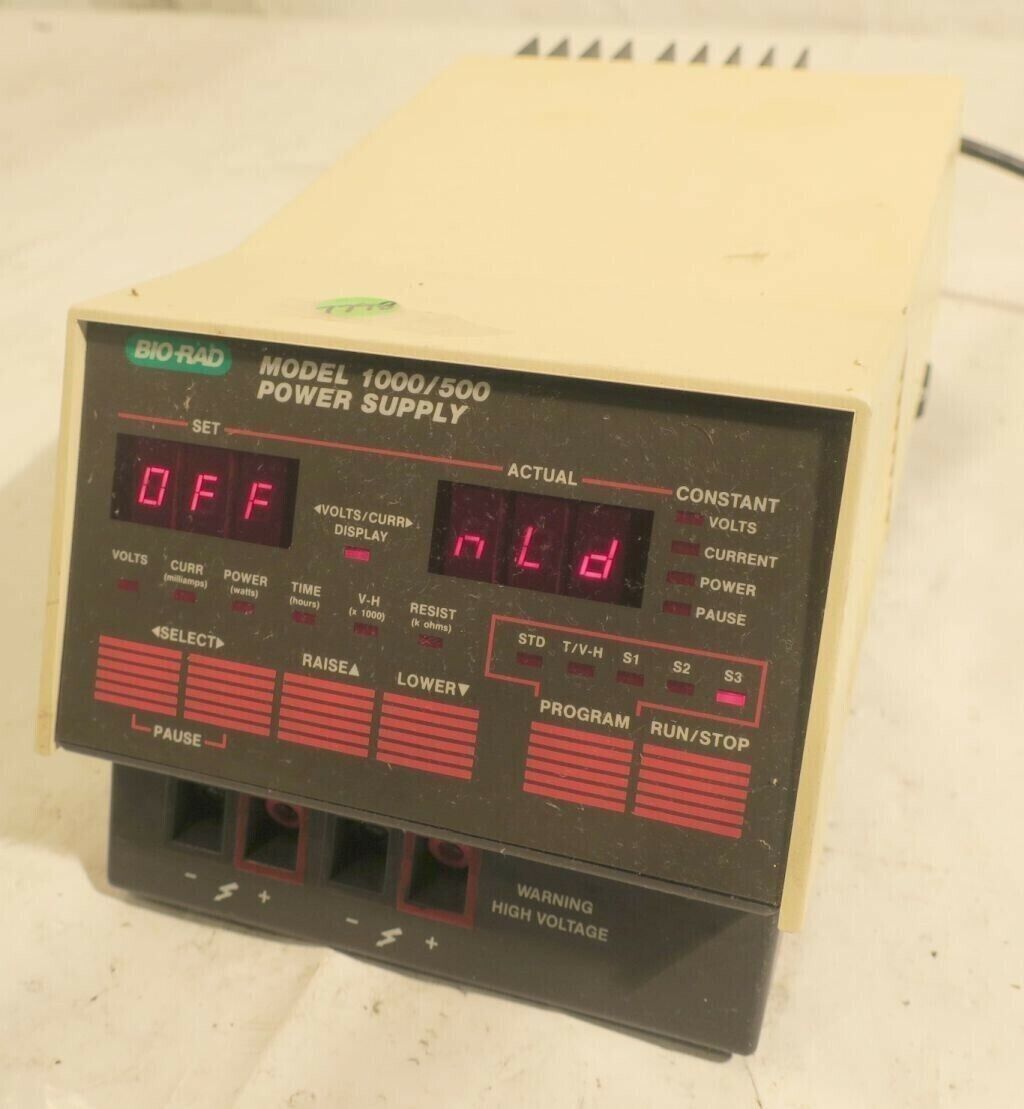 BIO-RAD
MODEL 1000/500
POWER SUPPLY
SET
ACTUAL
CONSTANT
OFF
◀VOLTS/CURR▶
DISPLAY
nLd
VOLTS
CURRENT
POWER
PAUSE
VOLTS
CURR
(milliamps)
POWER
(watts)
TIME
(hours)
V-H
(x 1000)
RESIST
(k ohms)
STD T/V-H S1 S2 S3
◀SELECT▶
RAISE▲
LOWER▼
PROGRAM
RUN/STOP
PAUSE
- +
- +
WARNING
HIGH VOLTAGE